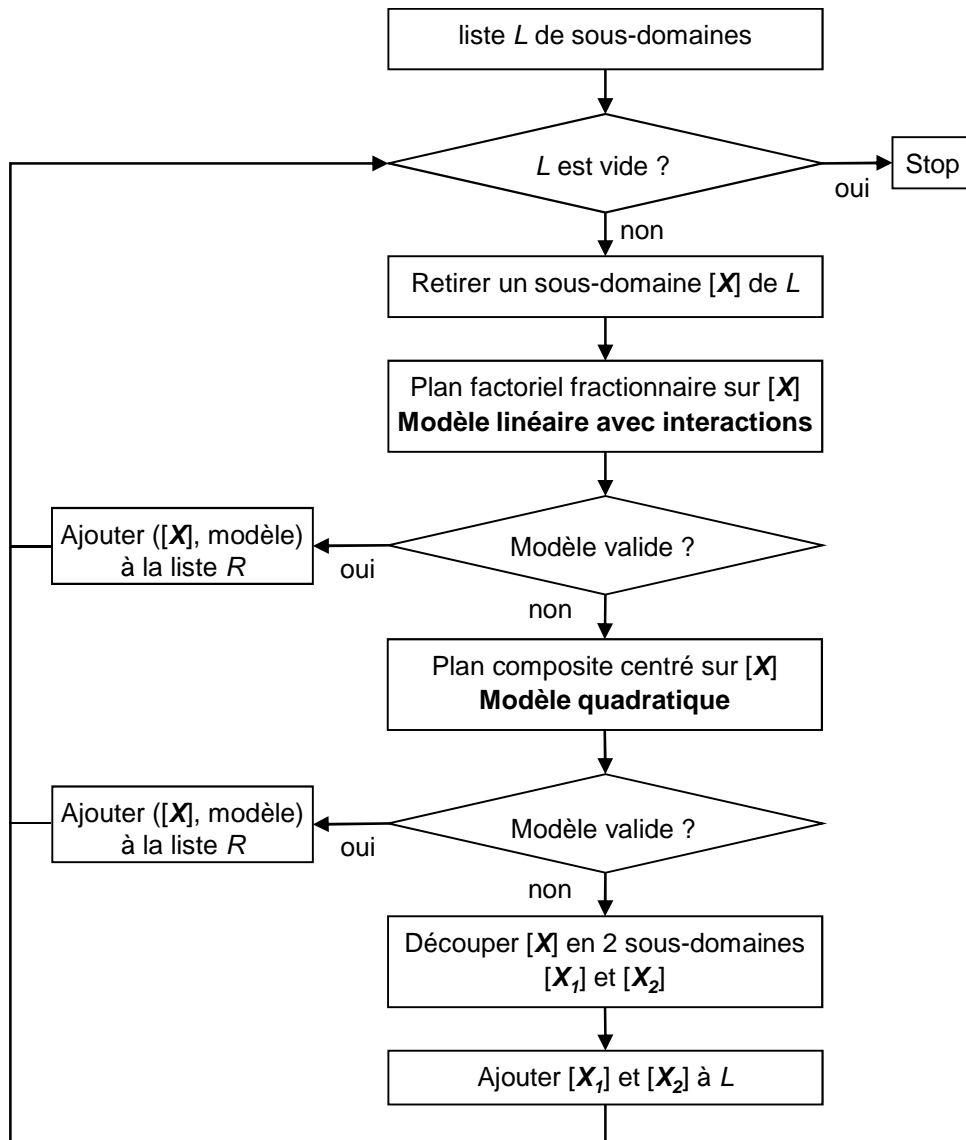 liste L de sous-domaines
L est vide ?
Stop
oui
non
Retirer un sous-domaine [X] de L
Plan factoriel fractionnaire sur [X]
Modèle linéaire avec interactions
Modèle valide ?
Ajouter ([X], modèle)
à la liste R
oui
non
Plan composite centré sur [X]
Modèle quadratique
Modèle valide ?
Ajouter ([X], modèle)
à la liste R
oui
non
Découper [X] en 2 sous-domaines
[X1] et [X2]
Ajouter [X1] et [X2] à L